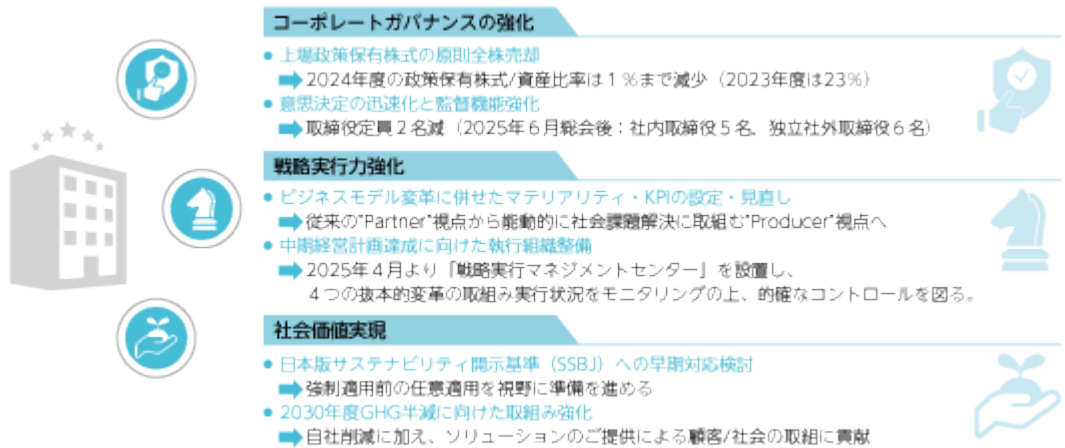 コーポレートガバナンスの強化
● 上場政策保有株式の原則全株売却
➡2024年度の政策保有株式/資産比率は1%まで減少（2023年度は23%）
● 意思決定の迅速化と監督機能強化
➡取締役定員2名減（2025年6月総会後：社内取締役5名、独立社外取締役6名）
戦略実行力強化
● ビジネスモデル変革に併せたマテリアリティ・KPIの設定・見直し
➡従来の"Partner"視点から能動的に社会課題解決に取組む"Producer"視点へ
● 中期経営計画達成に向けた執行組織整備
➡2025年4月より「戦略実行マネジメントセンター」を設置し、
4つの抜本的変革の取組み実行状況をモニタリングの上、的確なコントロールを図る。
社会価値実現
● 日本版サステナビリティ開示基準（SSBJ）への早期対応検討
➡強制適用前の任意適用を視野に準備を進める
● 2030年度GHG半減に向けた取組み強化
➡自社削減に加え、ソリューションのご提供による顧客/社会の取組に貢献